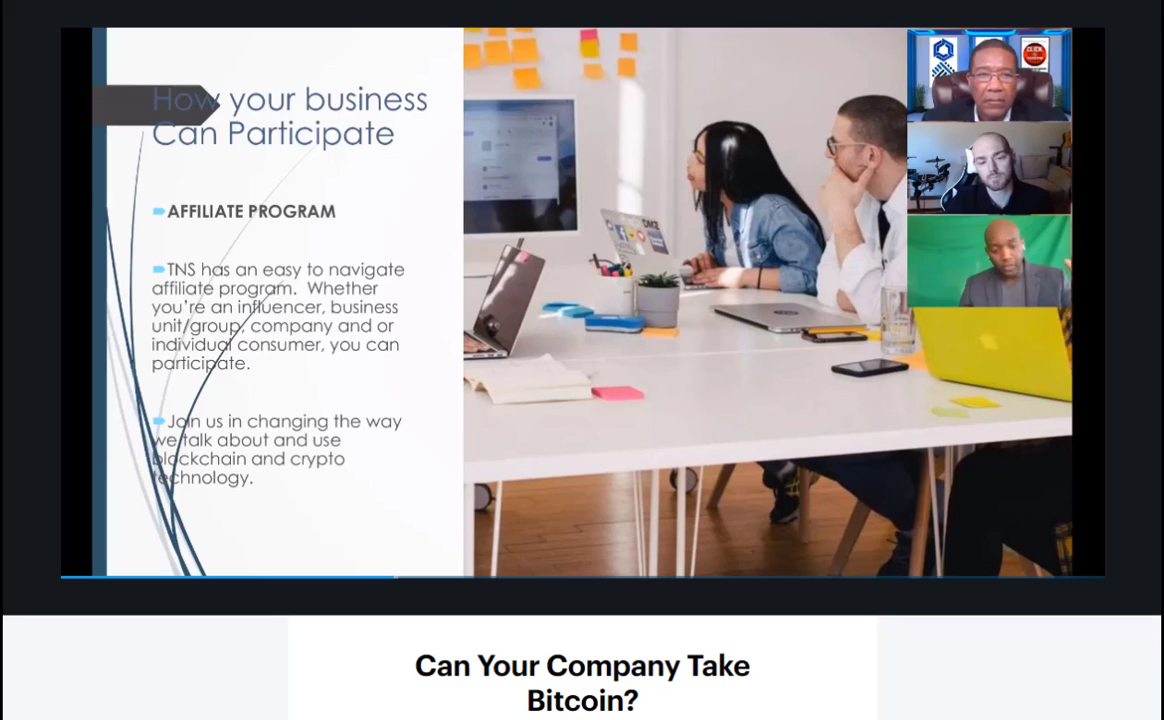 How your business
Can Participate
AFFILIATE PROGRAM
TNS has an easy to navigate
affiliate program. Whether
you're an influencer, business
unit/group, company and or
individual consumer, you can
participate.
Join us in changing the way
we talk about and use
blockchain and crypto
technology.
Can Your Company Take
Bitcoin?